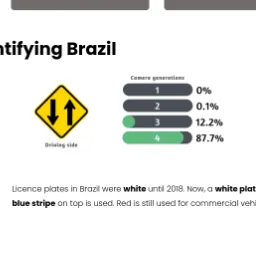 ntifying Brazil
Camera generations
1 0%
2 0.1%
3 12.2%
4 87.7%
Driving side
Licence plates in Brazil were white until 2018. Now, a white plat
blue stripe on top is used. Red is still used for commercial vehi